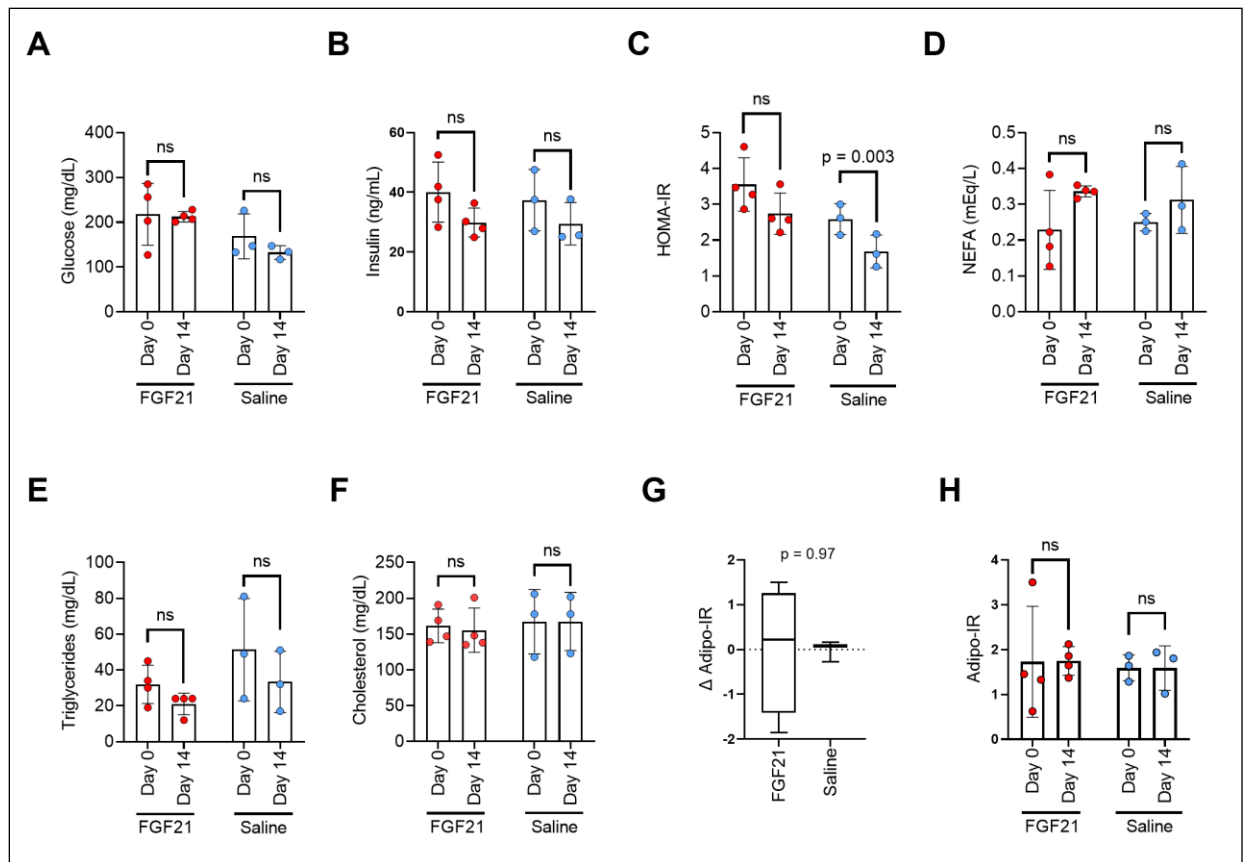 A
B
C
D
ns
ns
Glucose (mg/dL)
400
300
200
100
0
Day 0
Day 14
Day 0
Day 14
FGF21
Saline
ns
ns
Insulin (ng/mL)
60
40
20
0
Day 0
Day 14
Day 0
Day 14
FGF21
Saline
ns
p = 0.003
HOMA-IR
5
4
3
2
1
0
Day 0
Day 14
Day 0
Day 14
FGF21
Saline
ns
ns
NEFA (mEq/L)
0.5
0.4
0.3
0.2
0.1
0.0
Day 0
Day 14
Day 0
Day 14
FGF21
Saline
E
F
G
H
ns
ns
Triglycerides (mg/dL)
100
80
60
40
20
0
Day 0
Day 14
Day 0
Day 14
FGF21
Saline
ns
ns
Cholesterol (mg/dL)
250
200
150
100
50
0
Day 0
Day 14
Day 0
Day 14
FGF21
Saline
p = 0.97
Δ Adipo-IR
2
1
0
-1
-2
FGF21
Saline
ns
ns
Adipo-IR
4
3
2
1
0
Day 0
Day 14
Day 0
Day 14
FGF21
Saline